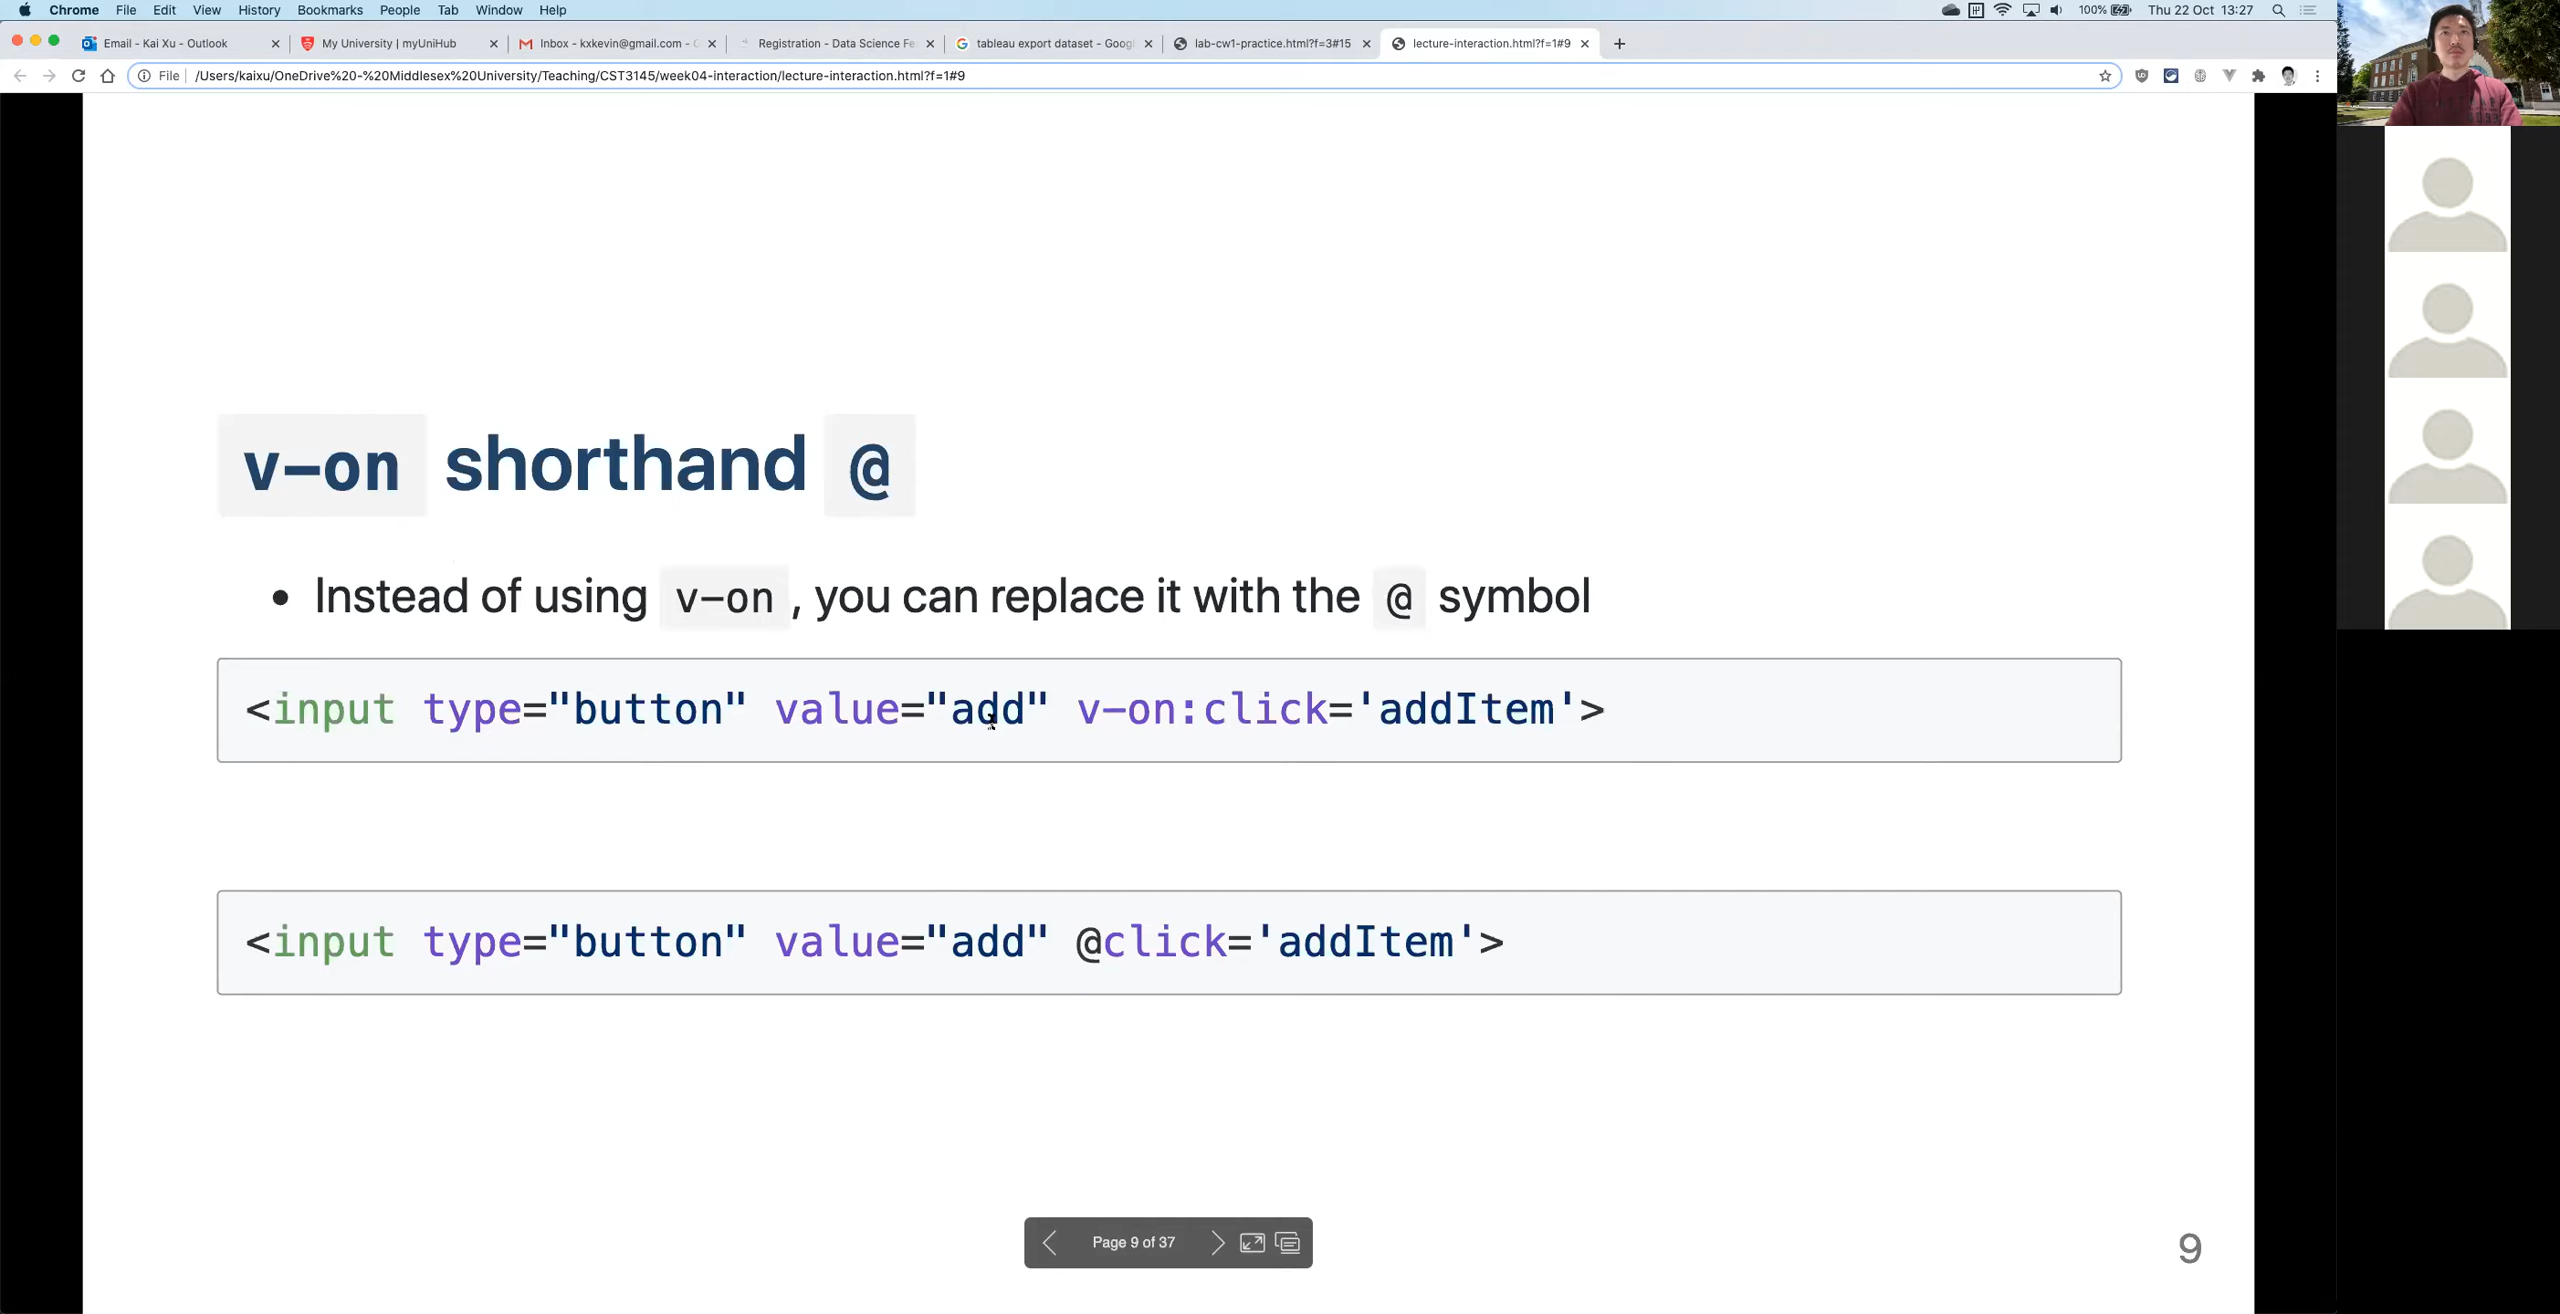 Chrome File Edit View History Bookmarks People Tab Window Help 100% Thu 22 Oct 13:27
Email - Kai Xu - Outlook My University | myUniHub Inbox - kxkevin@gmail.com - Registration - Data Science Fe tableau export dataset - Goog lab-cw1-practice.html?f=3#15 lecture-interaction.html?f=1#9
File /Users/kaixu/OneDrive%20-%20Middlesex%20University/Teaching/CST3145/week04-interaction/lecture-interaction.html?f=1#9
v-on shorthand @
• Instead of using v-on, you can replace it with the @ symbol
<input type="button" value="add" v-on:click='addItem'>
<input type="button" value="add" @click='addItem'>
Page 9 of 37
9